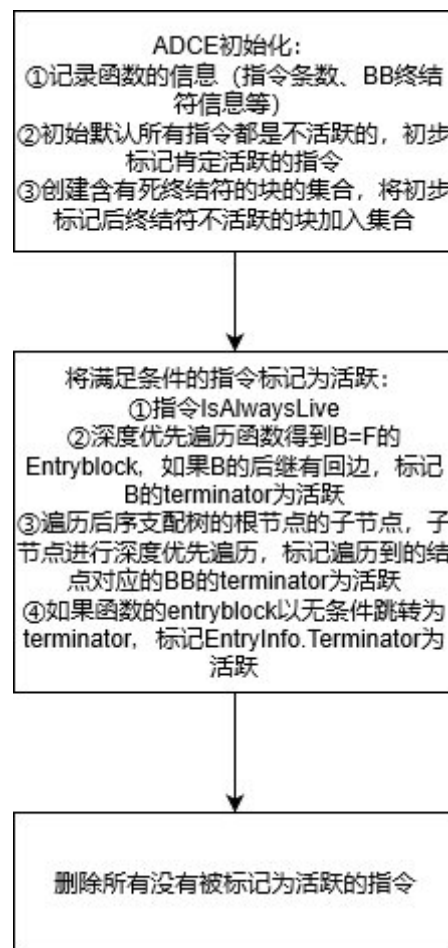 ADCE初始化：
①记录函数的信息（指令条数、BB终结
符信息等）
②初始默认所有指令都是不活跃的，初步
标记肯定活跃的指令
③创建含有死终结符的块的集合，将初步
标记后终结符不活跃的块加入集合
将满足条件的指令标记为活跃：
①指令IsAlwaysLive
②深度优先遍历函数得到B=F的
Entryblock，如果B的后继有回边，标记
B的terminator为活跃
③遍历后序支配树的根节点的子节点，子
节点进行深度优先遍历，标记遍历到的结
点对应的BB的terminator为活跃
④如果函数的entryblock以无条件跳转为
terminator，标记EntryInfo.Terminator为
活跃
删除所有没有被标记为活跃的指令